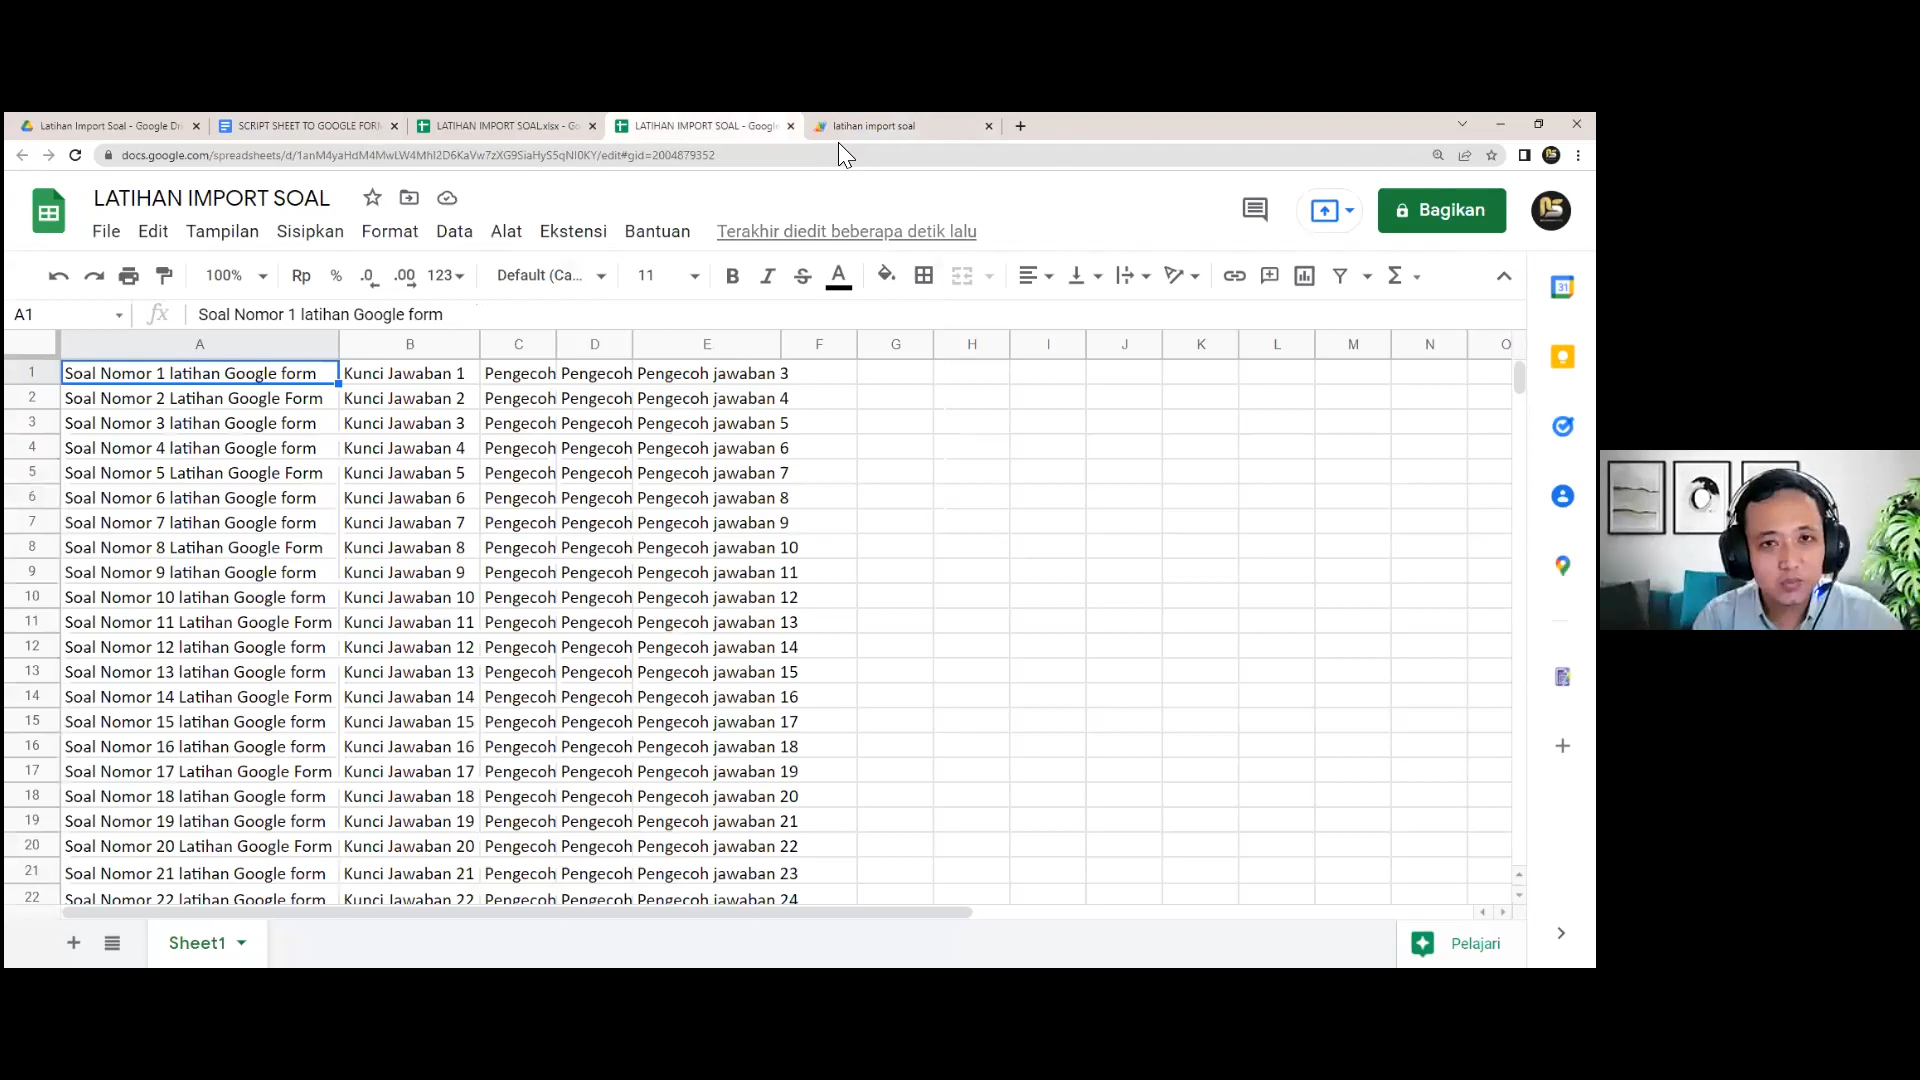 Latihan Import Soal - Google Dri
SCRIPT SHEET TO GOOGLE FORM
LATIHAN IMPORT SOAL.xlsx - Go
LATIHAN IMPORT SOAL - Google
latihan import soal
docs.google.com/spreadsheets/d/1anM4yaHdM4MwLW4MhI2D6KaVw7zXG9SiaHyS5qNI0KY/edit#gid=2004879352
LATIHAN IMPORT SOAL
Bagikan
File Edit Tampilan Sisipkan Format Data Alat Ekstensi Bantuan Terakhir diedit beberapa detik lalu
100% Rp % .0 .00 123 Default (Ca... 11 B I S A Σ
31
A1 fx Soal Nomor 1 latihan Google form
A B C D E F G H I J K L M N O
1 Soal Nomor 1 latihan Google form Kunci Jawaban 1 Pengecoh Pengecoh Pengecoh jawaban 3
2 Soal Nomor 2 Latihan Google Form Kunci Jawaban 2 Pengecoh Pengecoh Pengecoh jawaban 4
3 Soal Nomor 3 latihan Google form Kunci Jawaban 3 Pengecoh Pengecoh Pengecoh jawaban 5
4 Soal Nomor 4 latihan Google form Kunci Jawaban 4 Pengecoh Pengecoh Pengecoh jawaban 6
5 Soal Nomor 5 Latihan Google Form Kunci Jawaban 5 Pengecoh Pengecoh Pengecoh jawaban 7
6 Soal Nomor 6 latihan Google form Kunci Jawaban 6 Pengecoh Pengecoh Pengecoh jawaban 8
7 Soal Nomor 7 latihan Google form Kunci Jawaban 7 Pengecoh Pengecoh Pengecoh jawaban 9
8 Soal Nomor 8 Latihan Google Form Kunci Jawaban 8 Pengecoh Pengecoh Pengecoh jawaban 10
9 Soal Nomor 9 latihan Google form Kunci Jawaban 9 Pengecoh Pengecoh Pengecoh jawaban 11
10 Soal Nomor 10 latihan Google form Kunci Jawaban 10 Pengecoh Pengecoh Pengecoh jawaban 12
11 Soal Nomor 11 Latihan Google Form Kunci Jawaban 11 Pengecoh Pengecoh Pengecoh jawaban 13
12 Soal Nomor 12 latihan Google form Kunci Jawaban 12 Pengecoh Pengecoh Pengecoh jawaban 14
13 Soal Nomor 13 latihan Google form Kunci Jawaban 13 Pengecoh Pengecoh Pengecoh jawaban 15
14 Soal Nomor 14 Latihan Google Form Kunci Jawaban 14 Pengecoh Pengecoh Pengecoh jawaban 16
15 Soal Nomor 15 latihan Google form Kunci Jawaban 15 Pengecoh Pengecoh Pengecoh jawaban 17
16 Soal Nomor 16 latihan Google form Kunci Jawaban 16 Pengecoh Pengecoh Pengecoh jawaban 18
17 Soal Nomor 17 Latihan Google Form Kunci Jawaban 17 Pengecoh Pengecoh Pengecoh jawaban 19
18 Soal Nomor 18 latihan Google form Kunci Jawaban 18 Pengecoh Pengecoh Pengecoh jawaban 20
19 Soal Nomor 19 latihan Google form Kunci Jawaban 19 Pengecoh Pengecoh Pengecoh jawaban 21
20 Soal Nomor 20 Latihan Google Form Kunci Jawaban 20 Pengecoh Pengecoh Pengecoh jawaban 22
21 Soal Nomor 21 latihan Google form Kunci Jawaban 21 Pengecoh Pengecoh Pengecoh jawaban 23
22 Soal Nomor 22 latihan Google form Kunci Jawaban 22 Pengecoh Pengecoh Pengecoh jawaban 24
Sheet1
Pelajari